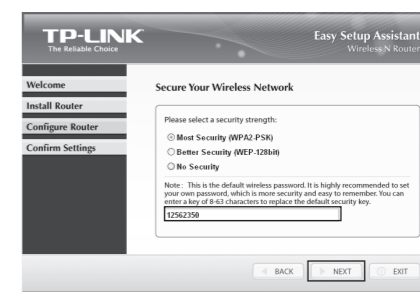 TP-LINK
The Reliable Choice
Easy Setup Assistant
Wireless N Router
Welcome
Install Router
Configure Router
Confirm Settings
Secure Your Wireless Network
Please select a security strength:
Most Security (WPA2-PSK)
Better Security (WEP-128bit)
No Security
Note : This is the default wireless password. It is highly recommended to set
your own password, which is more security and easy to remember. You can
enter a key of 8-63 characters to replace the default security key.
12562350
BACK
NEXT
EXIT